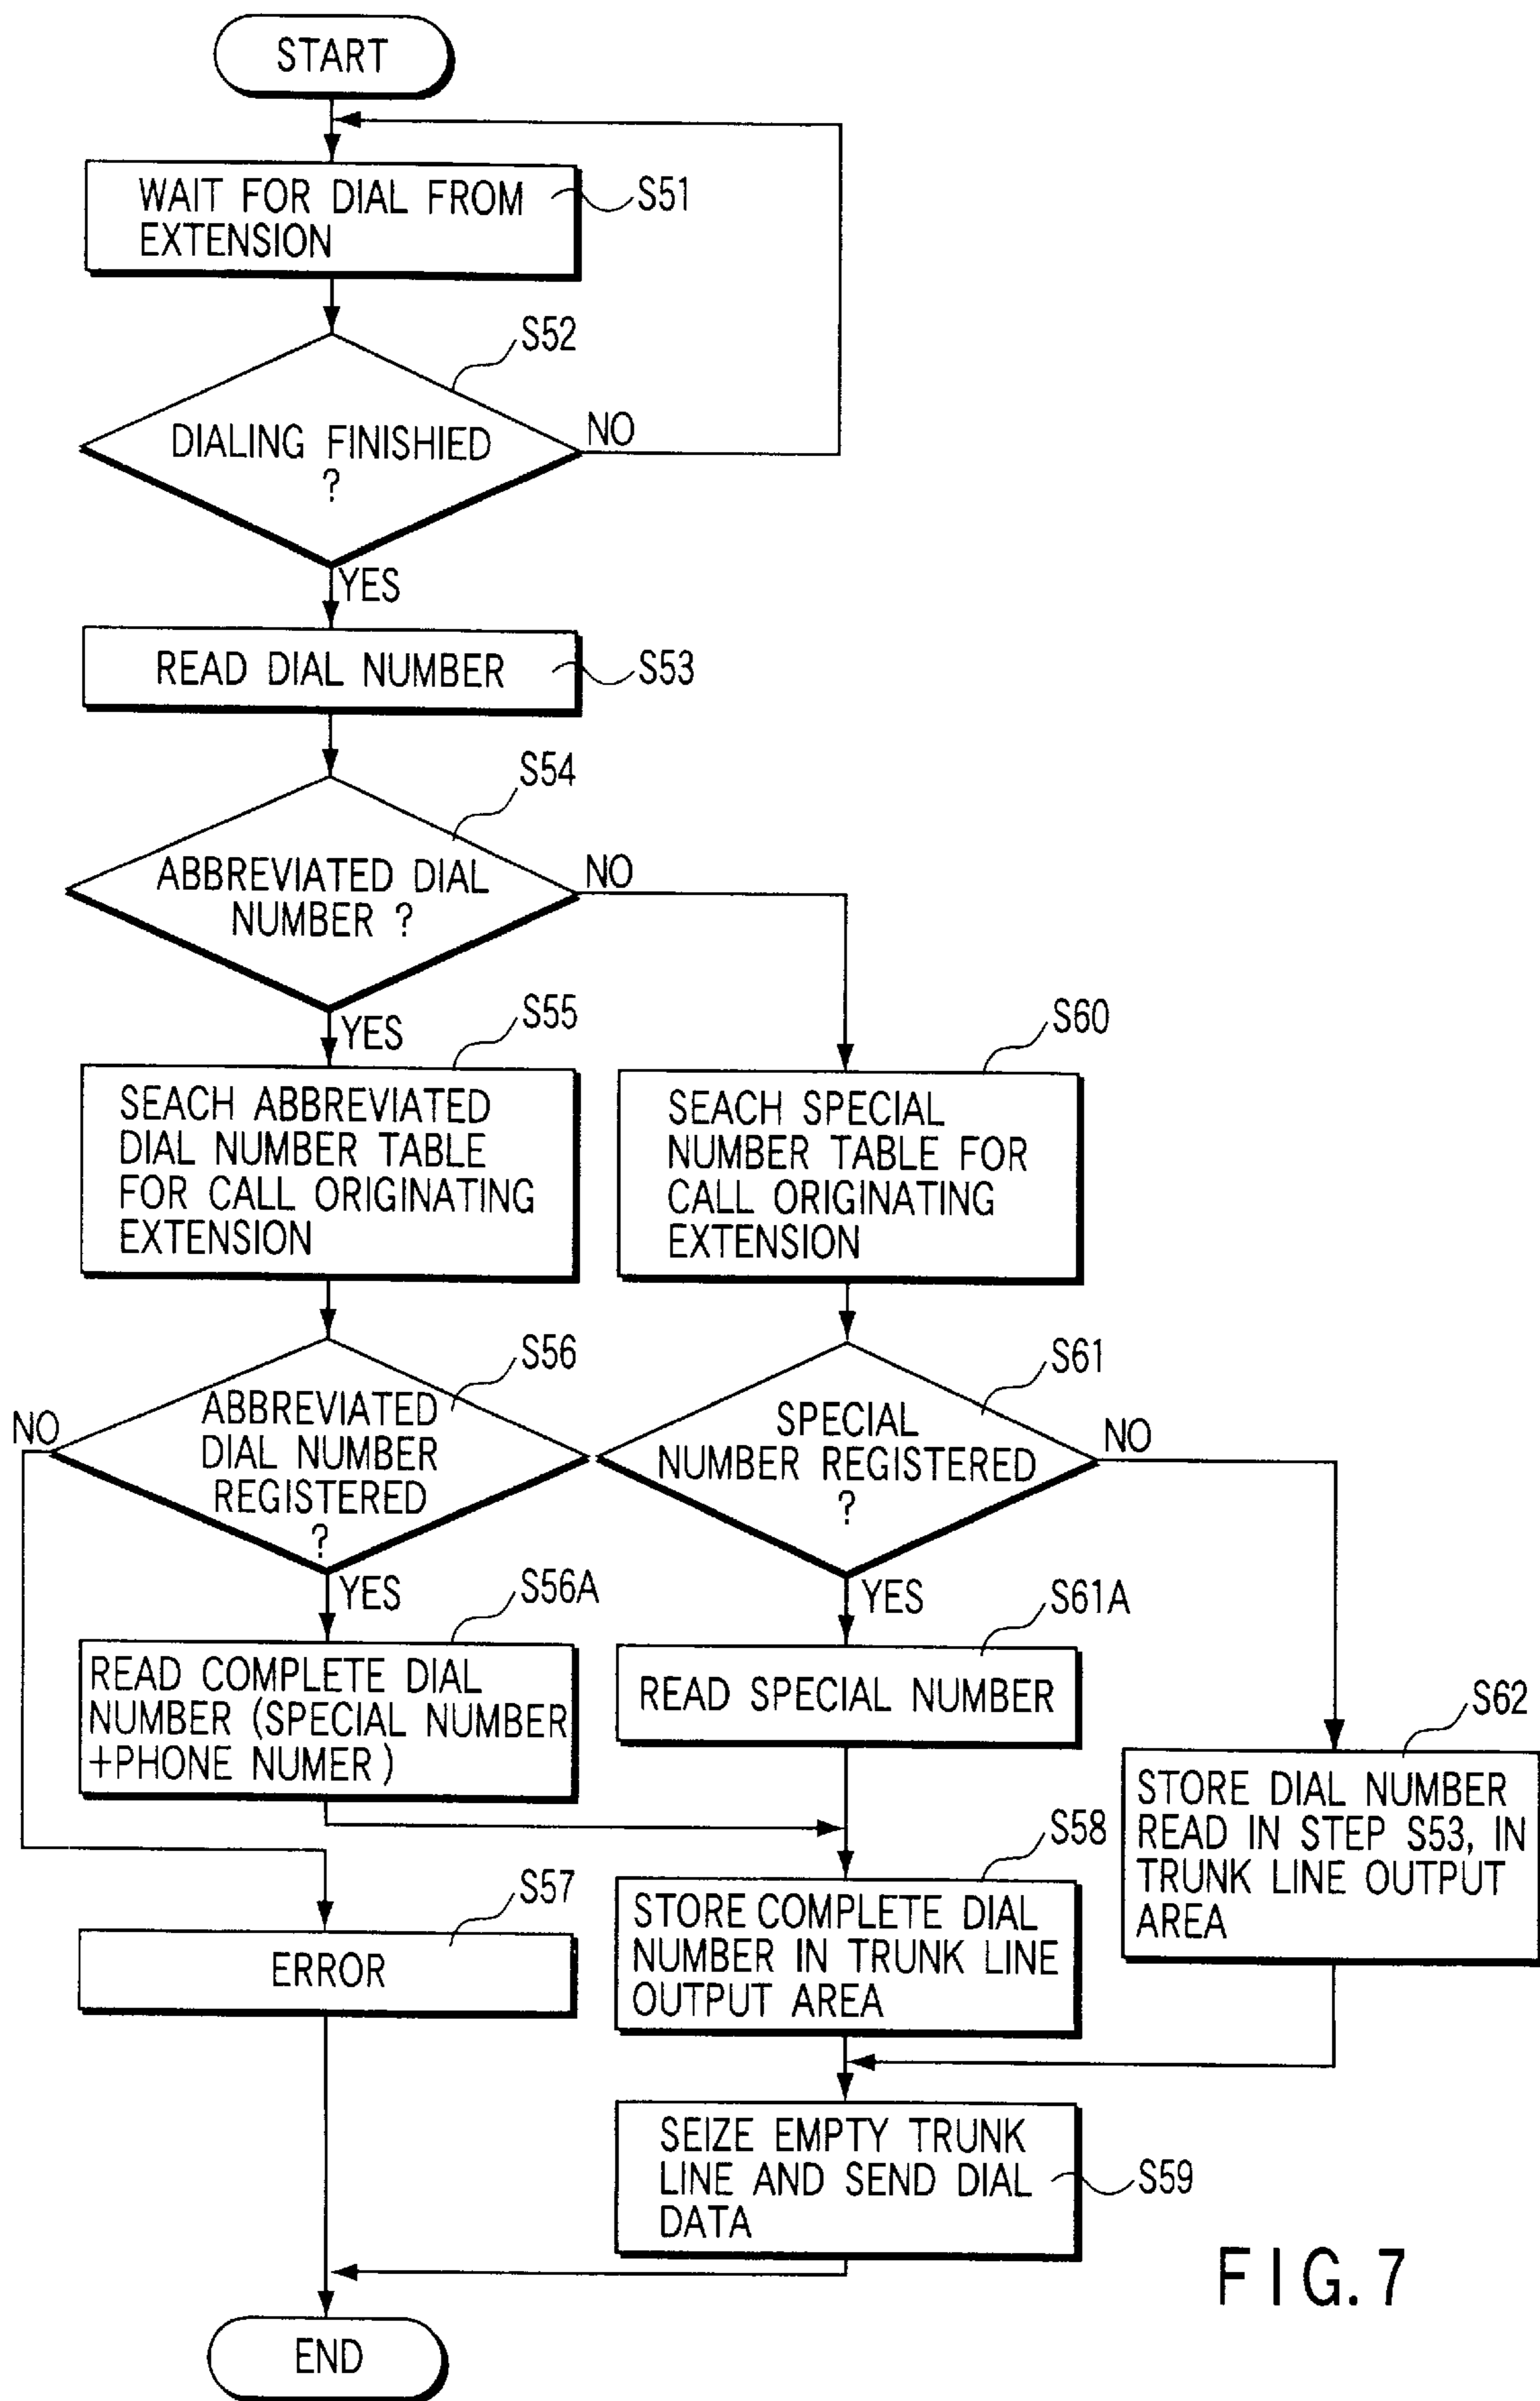 START
WAIT FOR DIAL FROM
EXTENSION
S51
S52
DIALING FINISHIED
?
NO
YES
READ DIAL NUMBER
S53
S54
ABBREVIATED DIAL
NUMBER ?
NO
YES
S55
SEACH ABBREVIATED
DIAL NUMBER TABLE
FOR CALL ORIGINATING
EXTENSION
S60
SEACH SPECIAL
NUMBER TABLE FOR
CALL ORIGINATING
EXTENSION
S56
NO
ABBREVIATED
DIAL NUMBER
REGISTERED
?
YES
S61
SPECIAL
NUMBER REGISTERED
?
NO
YES
S56A
READ COMPLETE DIAL
NUMBER (SPECIAL NUMBER
+PHONE NUMER)
S61A
READ SPECIAL NUMBER
S62
STORE DIAL NUMBER
READ IN STEP S53, IN
TRUNK LINE OUTPUT
AREA
S58
STORE COMPLETE DIAL
NUMBER IN TRUNK LINE
OUTPUT AREA
S57
ERROR
SEIZE EMPTY TRUNK
LINE AND SEND DIAL
DATA
S59
END
FIG. 7